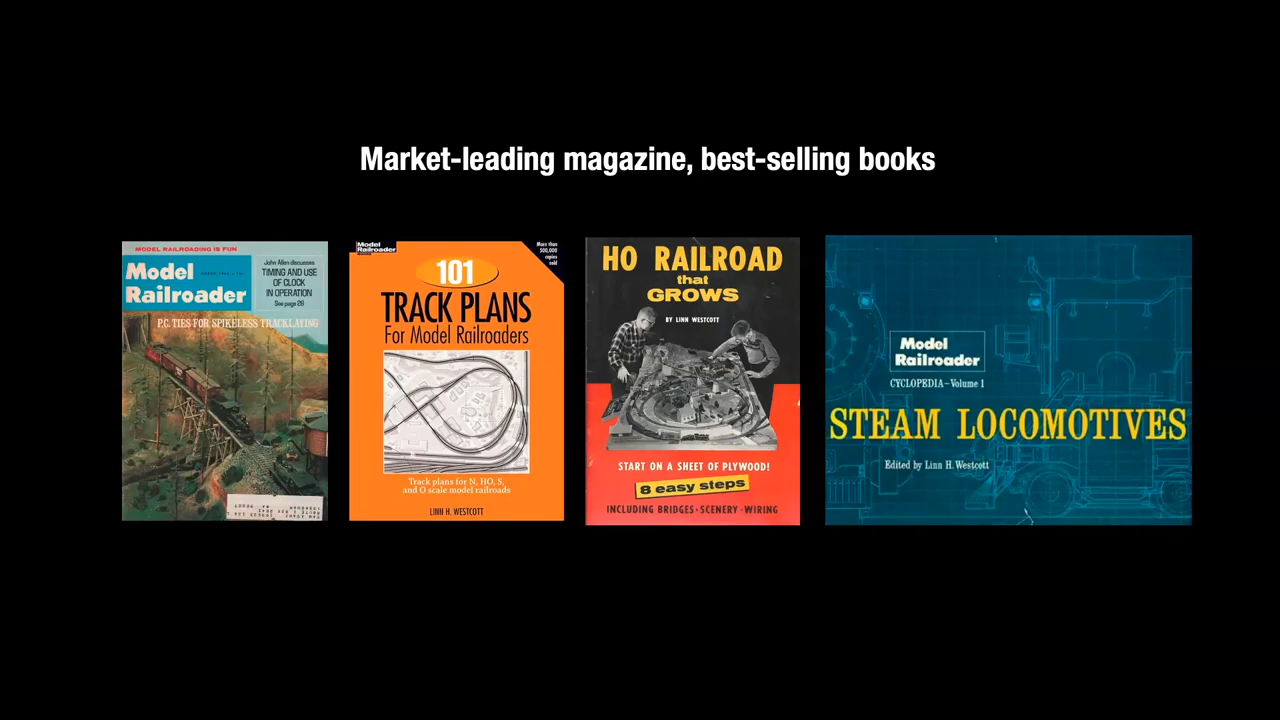 Market-leading magazine, best-selling books
MODEL RAILROADING IS FUN
Model
Railroader
John Allen discusses
TIMING AND USE
OF CLOCK
IN OPERATION
See page 26
P.C. TIES FOR SPIKELESS TRACKLAYING
Model
Railroader
BOOKS
More than
500,000
copies
sold
101
TRACK PLANS
For Model Railroaders
Track plans for N, HO, S,
and O scale model railroads
LINN H. WESTCOTT
HO RAILROAD
that
GROWS
BY LINN WESTCOTT
START ON A SHEET OF PLYWOOD!
8 easy steps
INCLUDING BRIDGES · SCENERY · WIRING
Model
Railroader
CYCLOPEDIA–Volume 1
STEAM LOCOMOTIVES
Edited by Linn H. Westcott